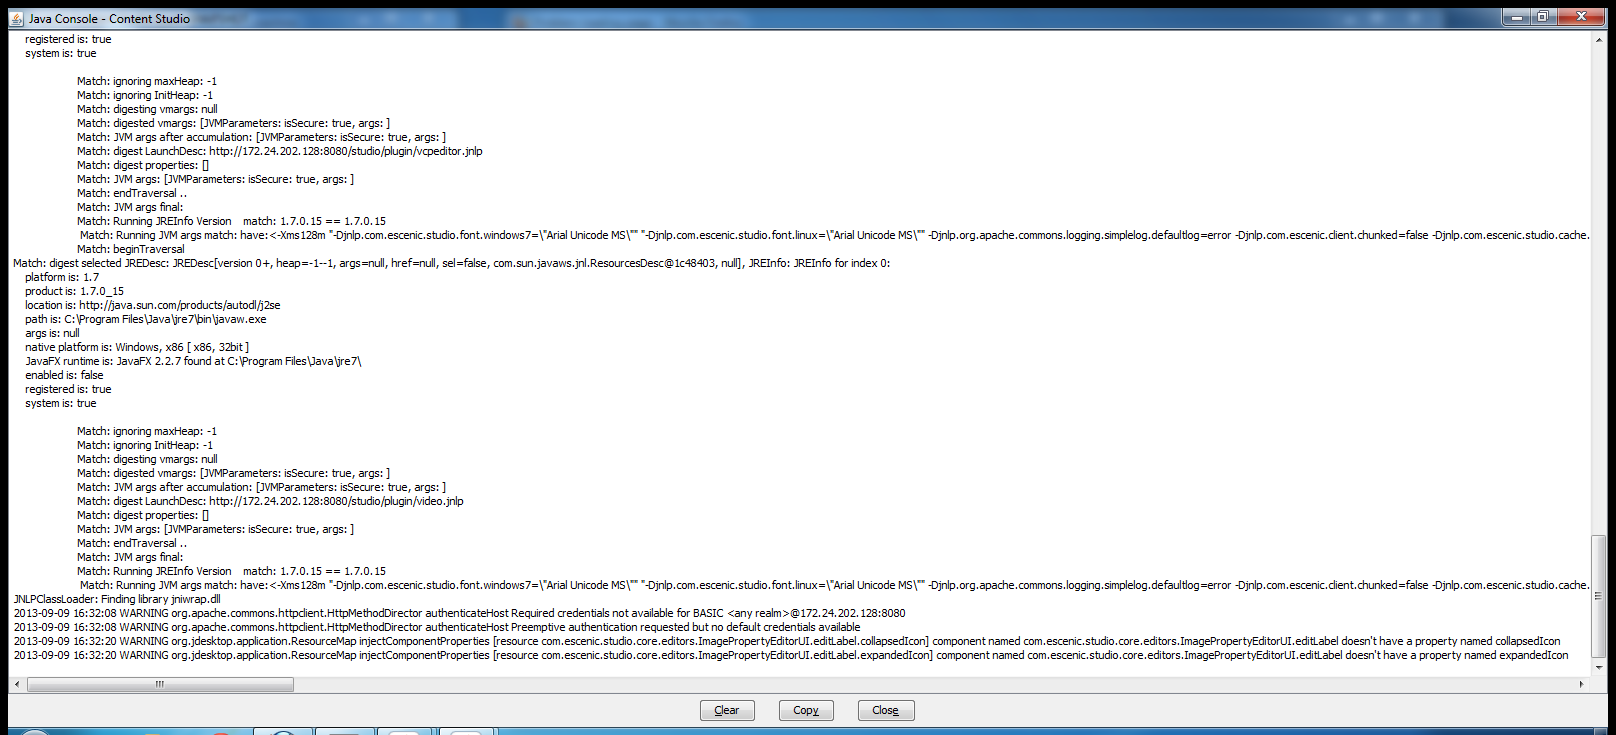 Java Console - Content Studio
registered is: true
system is: true
Match: ignoring maxHeap: -1
Match: ignoring InitHeap: -1
Match: digesting vmargs: null
Match: digested vmargs: [JVMParameters: isSecure: true, args: ]
Match: JVM args after accumulation: [JVMParameters: isSecure: true, args: ]
Match: digest LaunchDesc: http://172.24.202.128:8080/studio/plugin/vcpeditor.jnlp
Match: digest properties: []
Match: JVM args: [JVMParameters: isSecure: true, args: ]
Match: endTraversal ..
Match: JVM args final:
Match: Running JREInfo Version    match: 1.7.0.15 == 1.7.0.15
Match: Running JVM args match: have:<-Xms128m "-Djnlp.com.escenic.studio.font.windows7=\"Arial Unicode MS\"" "-Djnlp.com.escenic.studio.font.linux=\"Arial Unicode MS\"" -Djnlp.org.apache.commons.logging.simplelog.defaultlog=error -Djnlp.com.escenic.client.chunked=false -Djnlp.com.escenic.studio.cache.
Match: beginTraversal
Match: digest selected JREDesc: JREDesc[version 0+, heap=-1--1, args=null, href=null, sel=false, com.sun.javaws.jnl.ResourcesDesc@1c48403, null], JREInfo: JREInfo for index 0:
platform is: 1.7
product is: 1.7.0_15
location is: http://java.sun.com/products/autodl/j2se
path is: C:\Program Files\Java\jre7\bin\javaw.exe
args is: null
native platform is: Windows, x86 [ x86, 32bit ]
JavaFX runtime is: JavaFX 2.2.7 found at C:\Program Files\Java\jre7\
enabled is: false
registered is: true
system is: true
Match: ignoring maxHeap: -1
Match: ignoring InitHeap: -1
Match: digesting vmargs: null
Match: digested vmargs: [JVMParameters: isSecure: true, args: ]
Match: JVM args after accumulation: [JVMParameters: isSecure: true, args: ]
Match: digest LaunchDesc: http://172.24.202.128:8080/studio/plugin/video.jnlp
Match: digest properties: []
Match: JVM args: [JVMParameters: isSecure: true, args: ]
Match: endTraversal ..
Match: JVM args final:
Match: Running JREInfo Version    match: 1.7.0.15 == 1.7.0.15
Match: Running JVM args match: have:<-Xms128m "-Djnlp.com.escenic.studio.font.windows7=\"Arial Unicode MS\"" "-Djnlp.com.escenic.studio.font.linux=\"Arial Unicode MS\"" -Djnlp.org.apache.commons.logging.simplelog.defaultlog=error -Djnlp.com.escenic.client.chunked=false -Djnlp.com.escenic.studio.cache.
JNLPClassLoader: Finding library jniwrap.dll
2013-09-09 16:32:08 WARNING org.apache.commons.httpclient.HttpMethodDirector authenticateHost Required credentials not available for BASIC <any realm>@172.24.202.128:8080
2013-09-09 16:32:08 WARNING org.apache.commons.httpclient.HttpMethodDirector authenticateHost Preemptive authentication requested but no default credentials available
2013-09-09 16:32:20 WARNING org.jdesktop.application.ResourceMap injectComponentProperties [resource com.escenic.studio.core.editors.ImagePropertyEditorUI.editLabel.collapsedIcon] component named com.escenic.studio.core.editors.ImagePropertyEditorUI.editLabel doesn't have a property named collapsedIcon
2013-09-09 16:32:20 WARNING org.jdesktop.application.ResourceMap injectComponentProperties [resource com.escenic.studio.core.editors.ImagePropertyEditorUI.editLabel.expandedIcon] component named com.escenic.studio.core.editors.ImagePropertyEditorUI.editLabel doesn't have a property named expandedIcon
Clear Copy Close